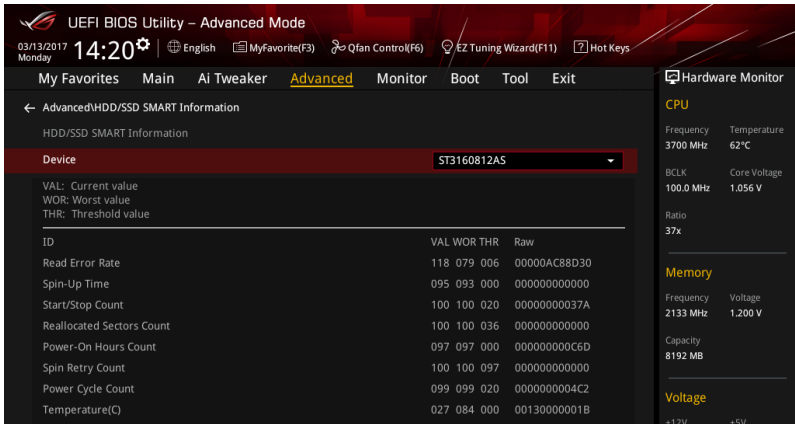 UEFI BIOS Utility – Advanced Mode
03/13/2017 Monday 14:20 English MyFavorite(F3) Qfan Control(F6) EZ Tuning Wizard(F11) ? Hot Keys
My Favorites Main Ai Tweaker Advanced Monitor Boot Tool Exit
← Advanced\HDD/SSD SMART Information
HDD/SSD SMART Information
Device ST3160812AS
VAL: Current value
WOR: Worst value
THR: Threshold value
ID VAL WOR THR Raw
Read Error Rate 118 079 006 00000AC88D30
Spin-Up Time 095 093 000 000000000000
Start/Stop Count 100 100 020 00000000037A
Reallocated Sectors Count 100 100 036 000000000000
Power-On Hours Count 097 097 000 000000000C6D
Spin Retry Count 100 100 097 000000000000
Power Cycle Count 099 099 020 0000000004C2
Temperature(C) 027 084 000 00130000001B
Hardware Monitor
CPU
Frequency Temperature
3700 MHz 62°C
BCLK Core Voltage
100.0 MHz 1.056 V
Ratio
37x
Memory
Frequency Voltage
2133 MHz 1.200 V
Capacity
8192 MB
Voltage
+12V +5V